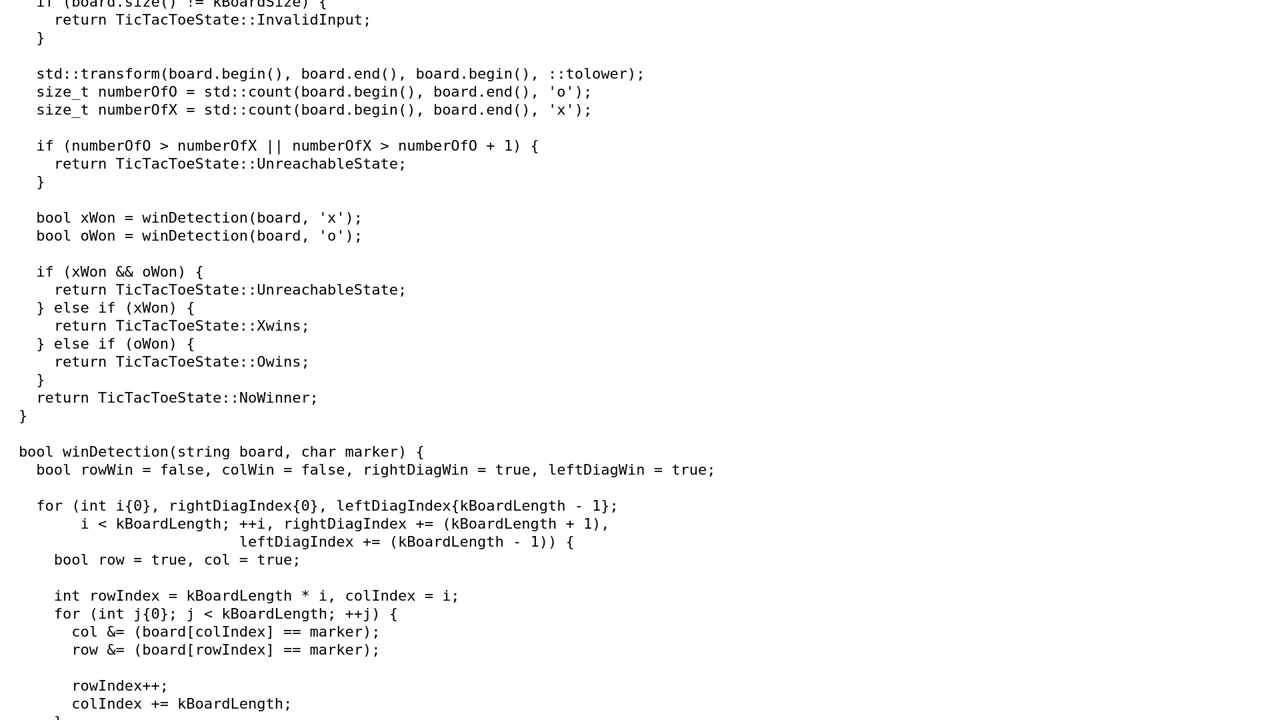 if (board.size() != kBoardSize) {
return TicTacToeState::InvalidInput;
}
std::transform(board.begin(), board.end(), board.begin(), ::tolower);
size_t numberOfO = std::count(board.begin(), board.end(), 'o');
size_t numberOfX = std::count(board.begin(), board.end(), 'x');
if (numberOfO > numberOfX || numberOfX > numberOfO + 1) {
return TicTacToeState::UnreachableState;
}
bool xWon = winDetection(board, 'x');
bool oWon = winDetection(board, 'o');
if (xWon && oWon) {
return TicTacToeState::UnreachableState;
} else if (xWon) {
return TicTacToeState::Xwins;
} else if (oWon) {
return TicTacToeState::Owins;
}
return TicTacToeState::NoWinner;
}
bool winDetection(string board, char marker) {
bool rowWin = false, colWin = false, rightDiagWin = true, leftDiagWin = true;
for (int i{0}, rightDiagIndex{0}, leftDiagIndex{kBoardLength - 1};
i < kBoardLength; ++i, rightDiagIndex += (kBoardLength + 1),
leftDiagIndex += (kBoardLength - 1)) {
bool row = true, col = true;
int rowIndex = kBoardLength * i, colIndex = i;
for (int j{0}; j < kBoardLength; ++j) {
col &= (board[colIndex] == marker);
row &= (board[rowIndex] == marker);
rowIndex++;
colIndex += kBoardLength;
}